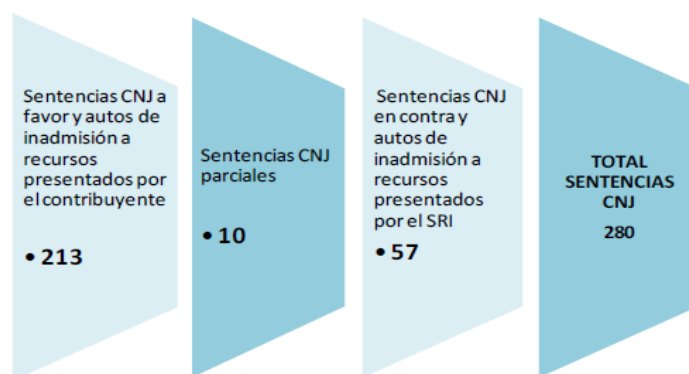 Sentencias CNJ a
favor y autos de
inadmisión a
recursos
presentados por
el contribuyente
• 213
Sentencias CNJ
parciales
• 10
Sentencias CNJ
en contra y
autos de
inadmisión a
recursos
presentados
por el SRI
• 57
TOTAL
SENTENCIAS
CNJ
280